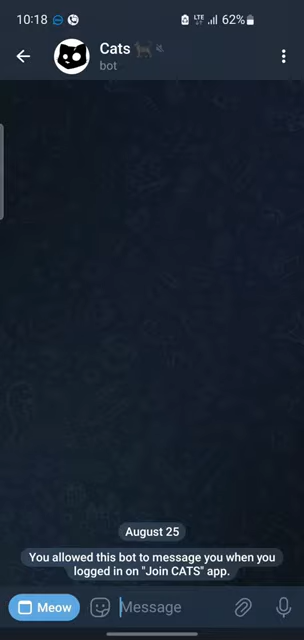 10:18
LTE
62%
Cats
bot
August 25
You allowed this bot to message you when you
logged in on "Join CATS" app.
Meow
Message